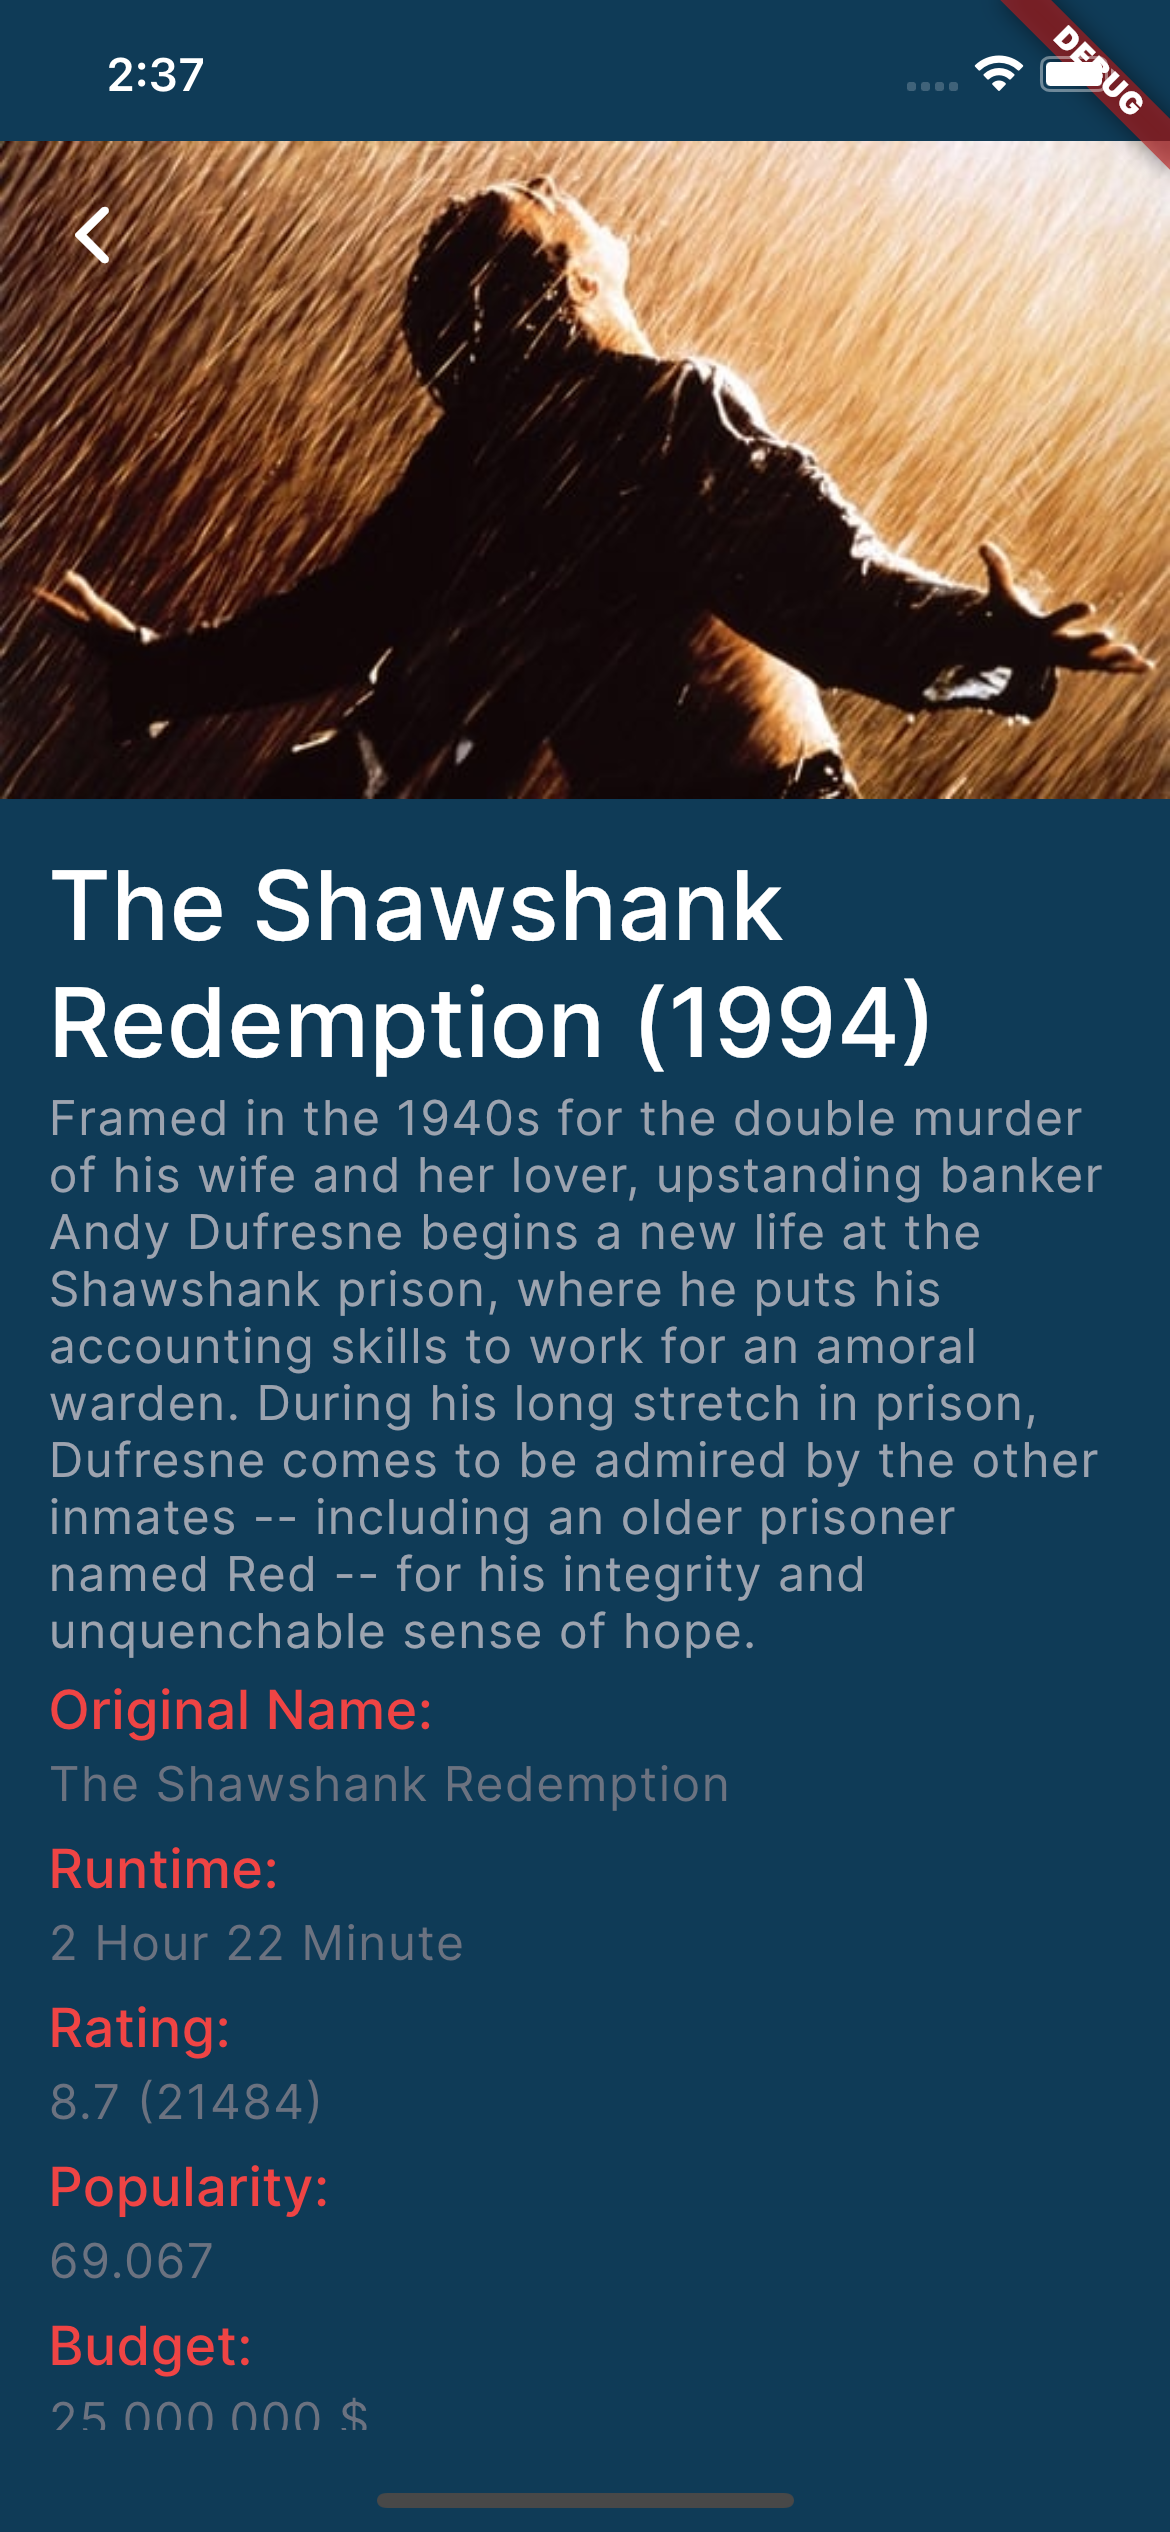 2:37
DEBUG
The Shawshank
Redemption (1994)
Framed in the 1940s for the double murder
of his wife and her lover, upstanding banker
Andy Dufresne begins a new life at the
Shawshank prison, where he puts his
accounting skills to work for an amoral
warden. During his long stretch in prison,
Dufresne comes to be admired by the other
inmates -- including an older prisoner
named Red -- for his integrity and
unquenchable sense of hope.
Original Name:
The Shawshank Redemption
Runtime:
2 Hour 22 Minute
Rating:
8.7 (21484)
Popularity:
69.067
Budget:
25 000 000 $